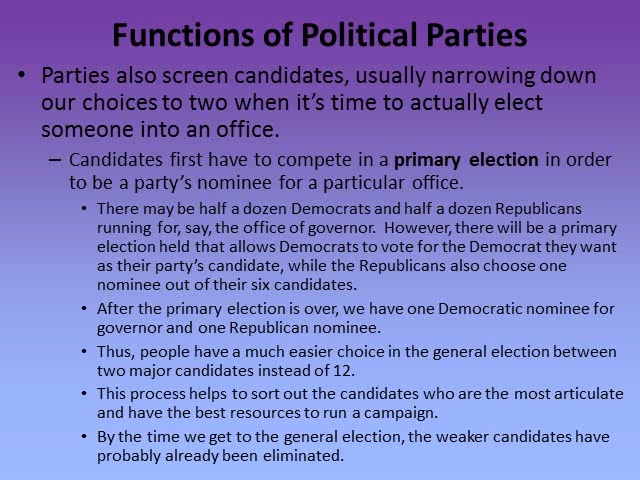 Functions of Political Parties
• Parties also screen candidates, usually narrowing down
our choices to two when it's time to actually elect
someone into an office.
– Candidates first have to compete in a primary election in order
to be a party's nominee for a particular office.
• There may be half a dozen Democrats and half a dozen Republicans
running for, say, the office of governor. However, there will be a primary
election held that allows Democrats to vote for the Democrat they want
as their party's candidate, while the Republicans also choose one
nominee out of their six candidates.
• After the primary election is over, we have one Democratic nominee for
governor and one Republican nominee.
• Thus, people have a much easier choice in the general election between
two major candidates instead of 12.
• This process helps to sort out the candidates who are the most articulate
and have the best resources to run a campaign.
• By the time we get to the general election, the weaker candidates have
probably already been eliminated.